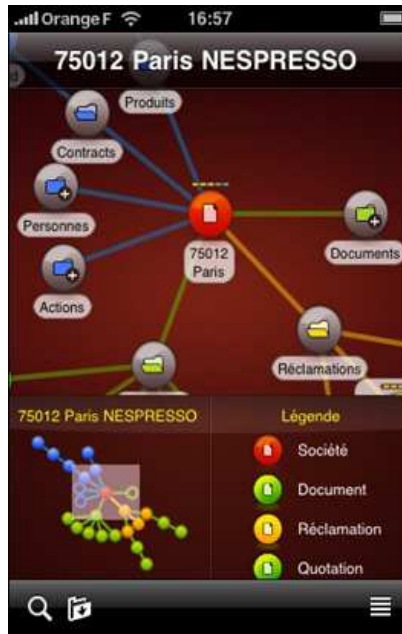 Orange F 16:57
75012 Paris NESPRESSO
Produits
Contracts
Personnes
75012
Paris
Documents
Actions
Réclamations
75012 Paris NESPRESSO
Légende
Société
Document
Réclamation
Quotation